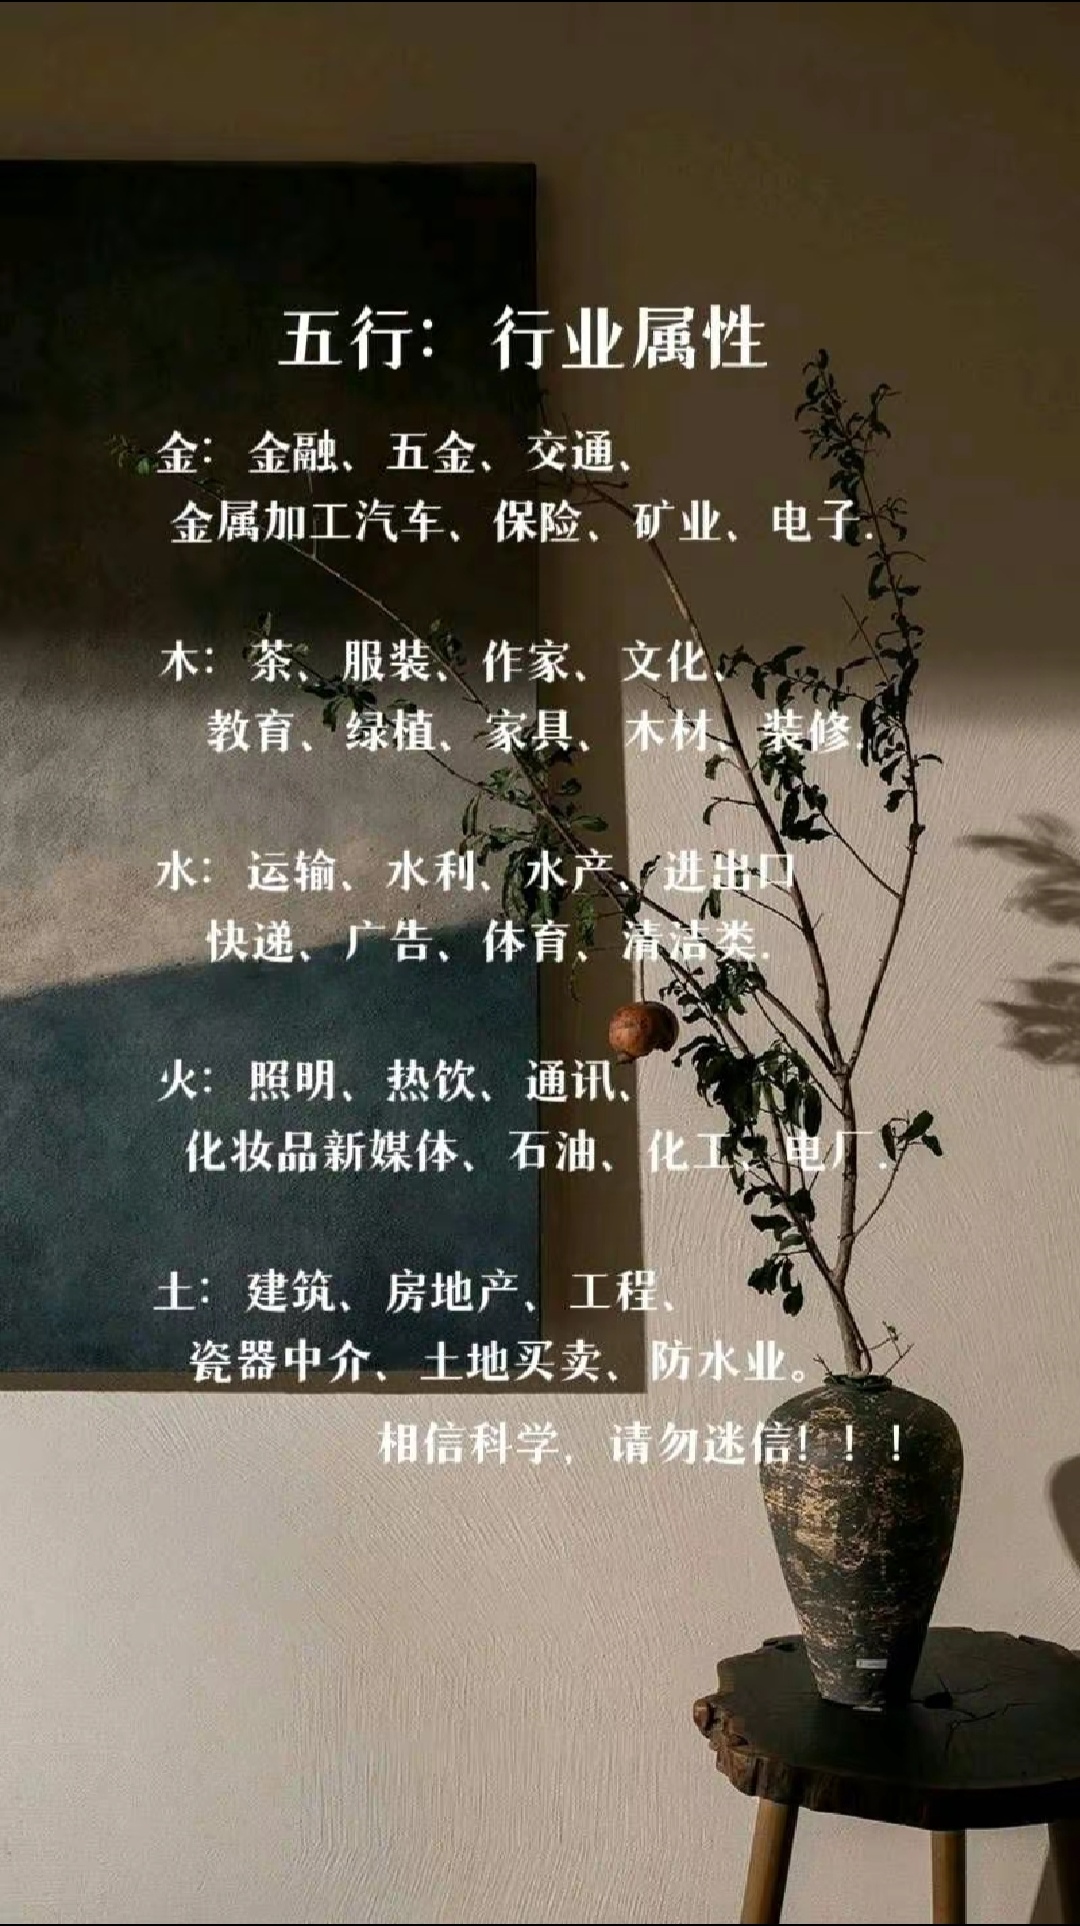 五行：行业属性
金：金融、五金、交通、
金属加工汽车、保险、矿业、电子.
木：茶、服装、作家、文化、
教育、绿植、家具、木材、装修.
水：运输、水利、水产、进出口
快递、广告、体育、清洁类.
火：照明、热饮、通讯、
化妆品新媒体、石油、化工、电厂.
土：建筑、房地产、工程、
瓷器中介、土地买卖、防水业。
相信科学，请勿迷信！！！